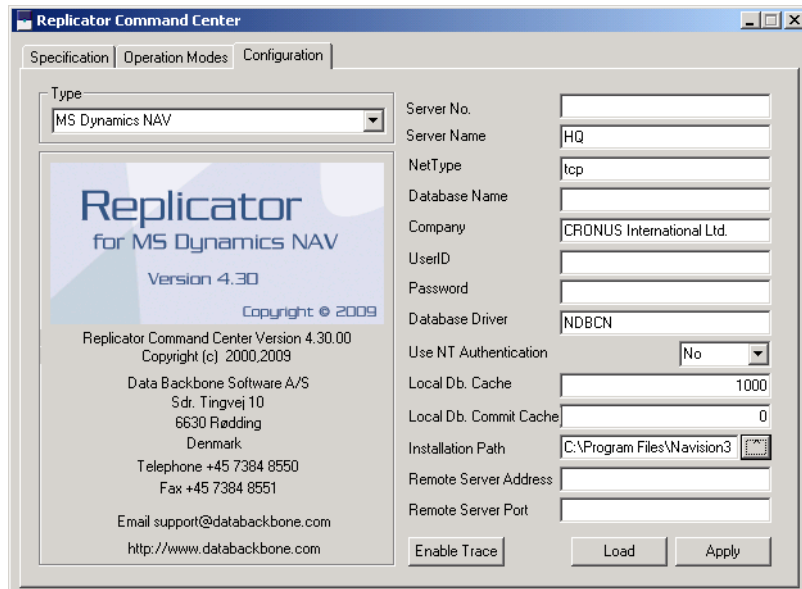 Replicator Command Center
Specification Operation Modes Configuration
Type
MS Dynamics NAV
Replicator
for MS Dynamics NAV
Version 4.30
Copyright © 2009
Replicator Command Center Version 4.30.00
Copyright (c) 2000,2009
Data Backbone Software A/S
Sdr. Tingvej 10
6630 Rødding
Denmark
Telephone +45 7384 8550
Fax +45 7384 8551
Email support@databackbone.com
http://www.databackbone.com
Server No.
Server Name HQ
NetType tcp
Database Name
Company CRONUS International Ltd.
UserID
Password
Database Driver NDBCN
Use NT Authentication No
Local Db. Cache 1000
Local Db. Commit Cache 0
Installation Path C:\Program Files\Navision3
Remote Server Address
Remote Server Port
Enable Trace Load Apply